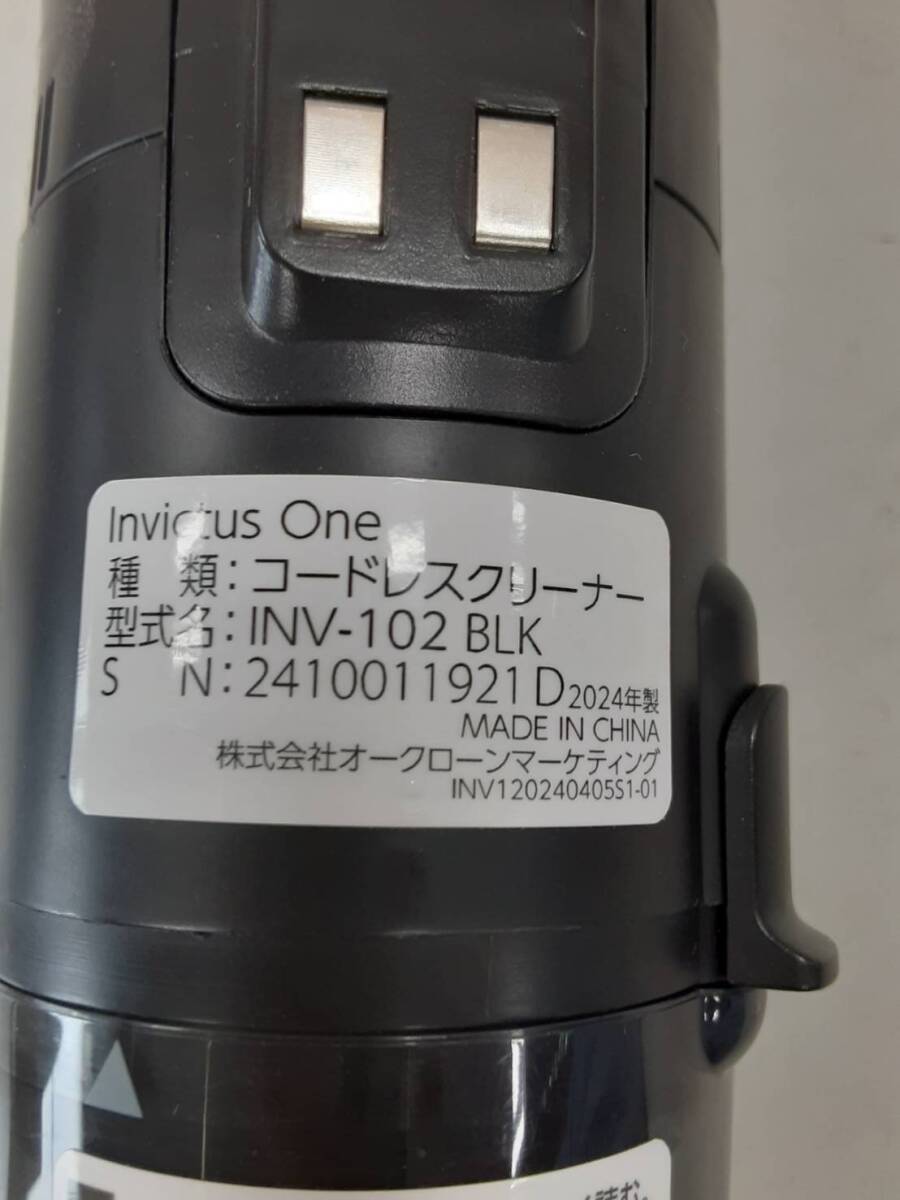 Invictus One
種 類：コードレスクリーナー
型式名：INV-102 BLK
S N：2410011921D 2024年製
MADE IN CHINA
株式会社オークローンマーケティング
INV120240405S1-01